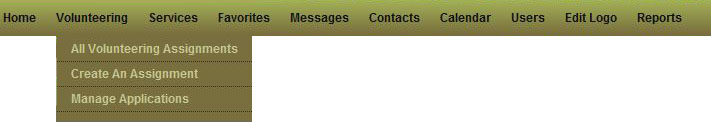 Home Volunteering Services Favorites Messages Contacts Calendar Users Edit Logo Reports
All Volunteering Assignments
Create An Assignment
Manage Applications